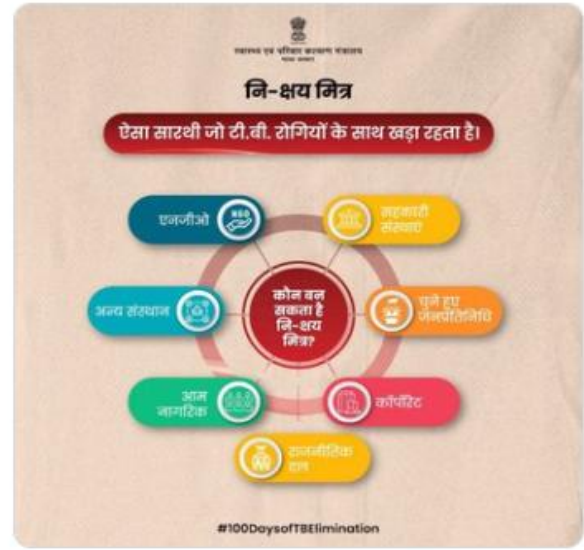 स्वास्थ्य एवं परिवार कल्याण मंत्रालय
भारत सरकार
नि-क्षय मित्र
ऐसा सारथी जो टी.बी. रोगियों के साथ खड़ा रहता है।
एनजीओ
NGO
सहकारी
संस्थाएं
अन्य संस्थान
कौन बन
सकता है
नि-क्षय
मित्र?
चुने हुए
जनप्रतिनिधि
आम
नागरिक
कॉर्पोरेट
राजनीतिक
दल
#100DaysofTBElimination